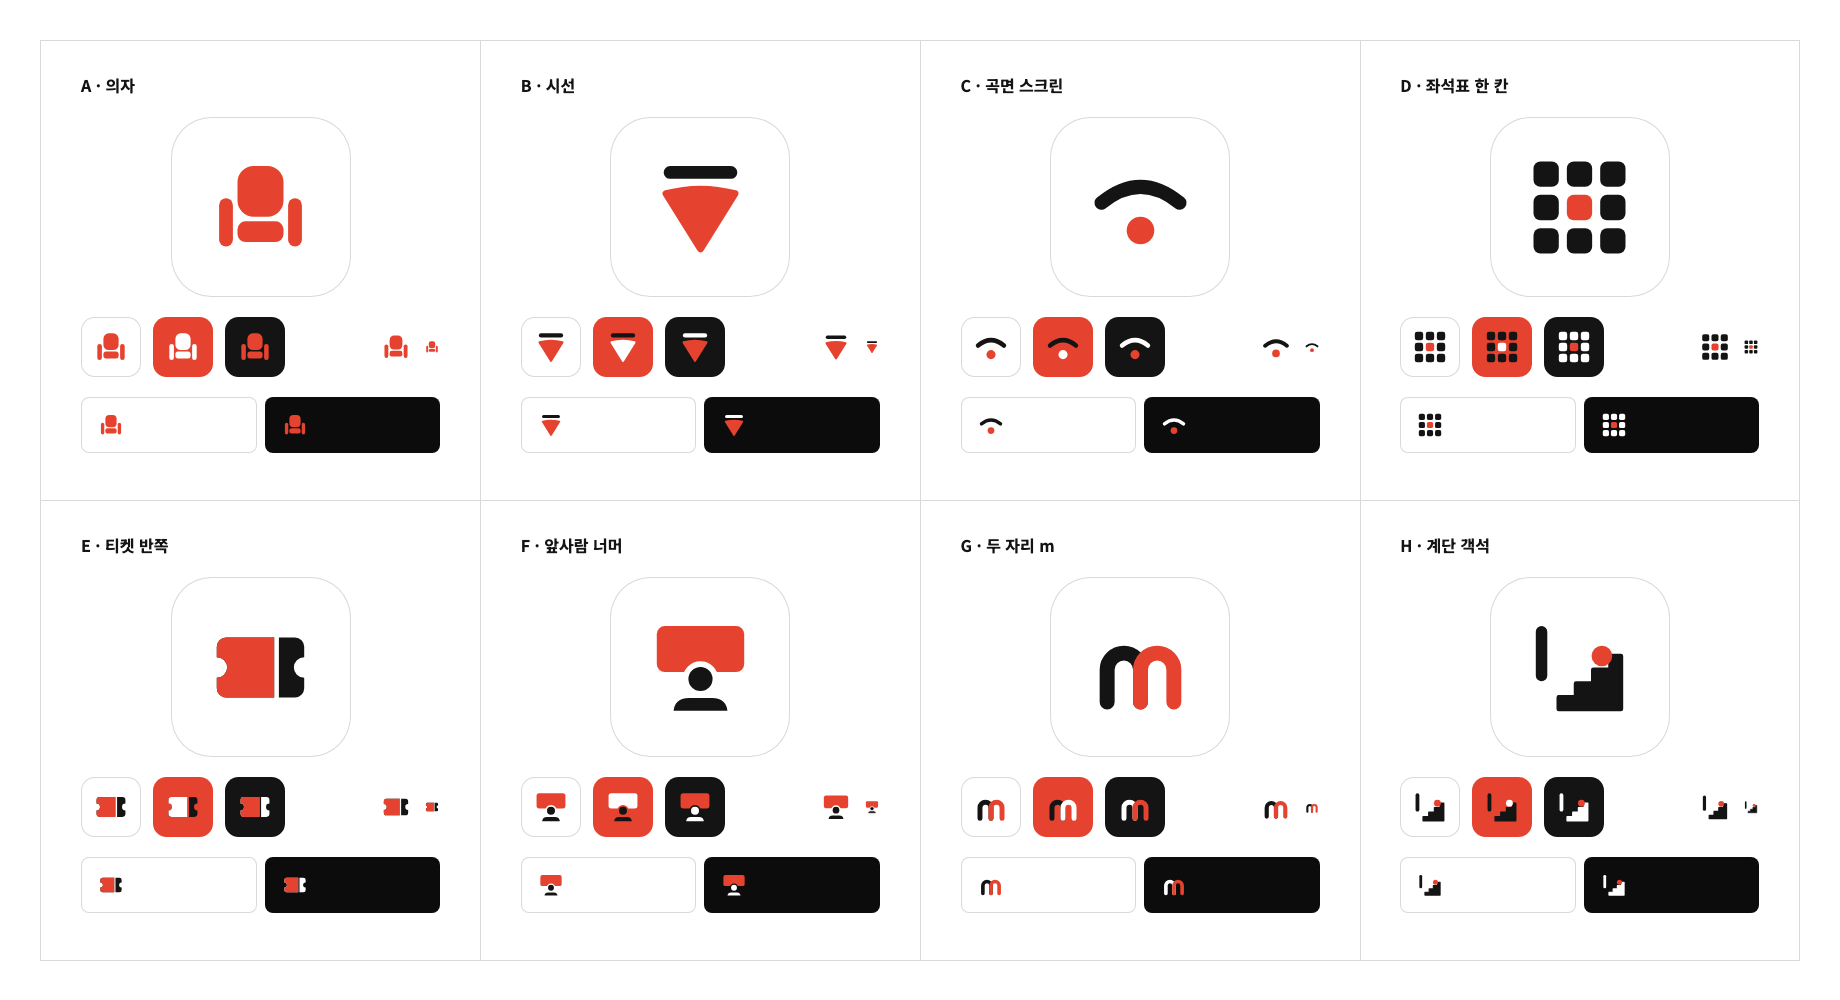 A · 의자
B · 시선
C · 곡면 스크린
D · 좌석표 한 칸
E · 티켓 반쪽
F · 앞사람 너머
G · 두 자리 m
H · 계단 객석